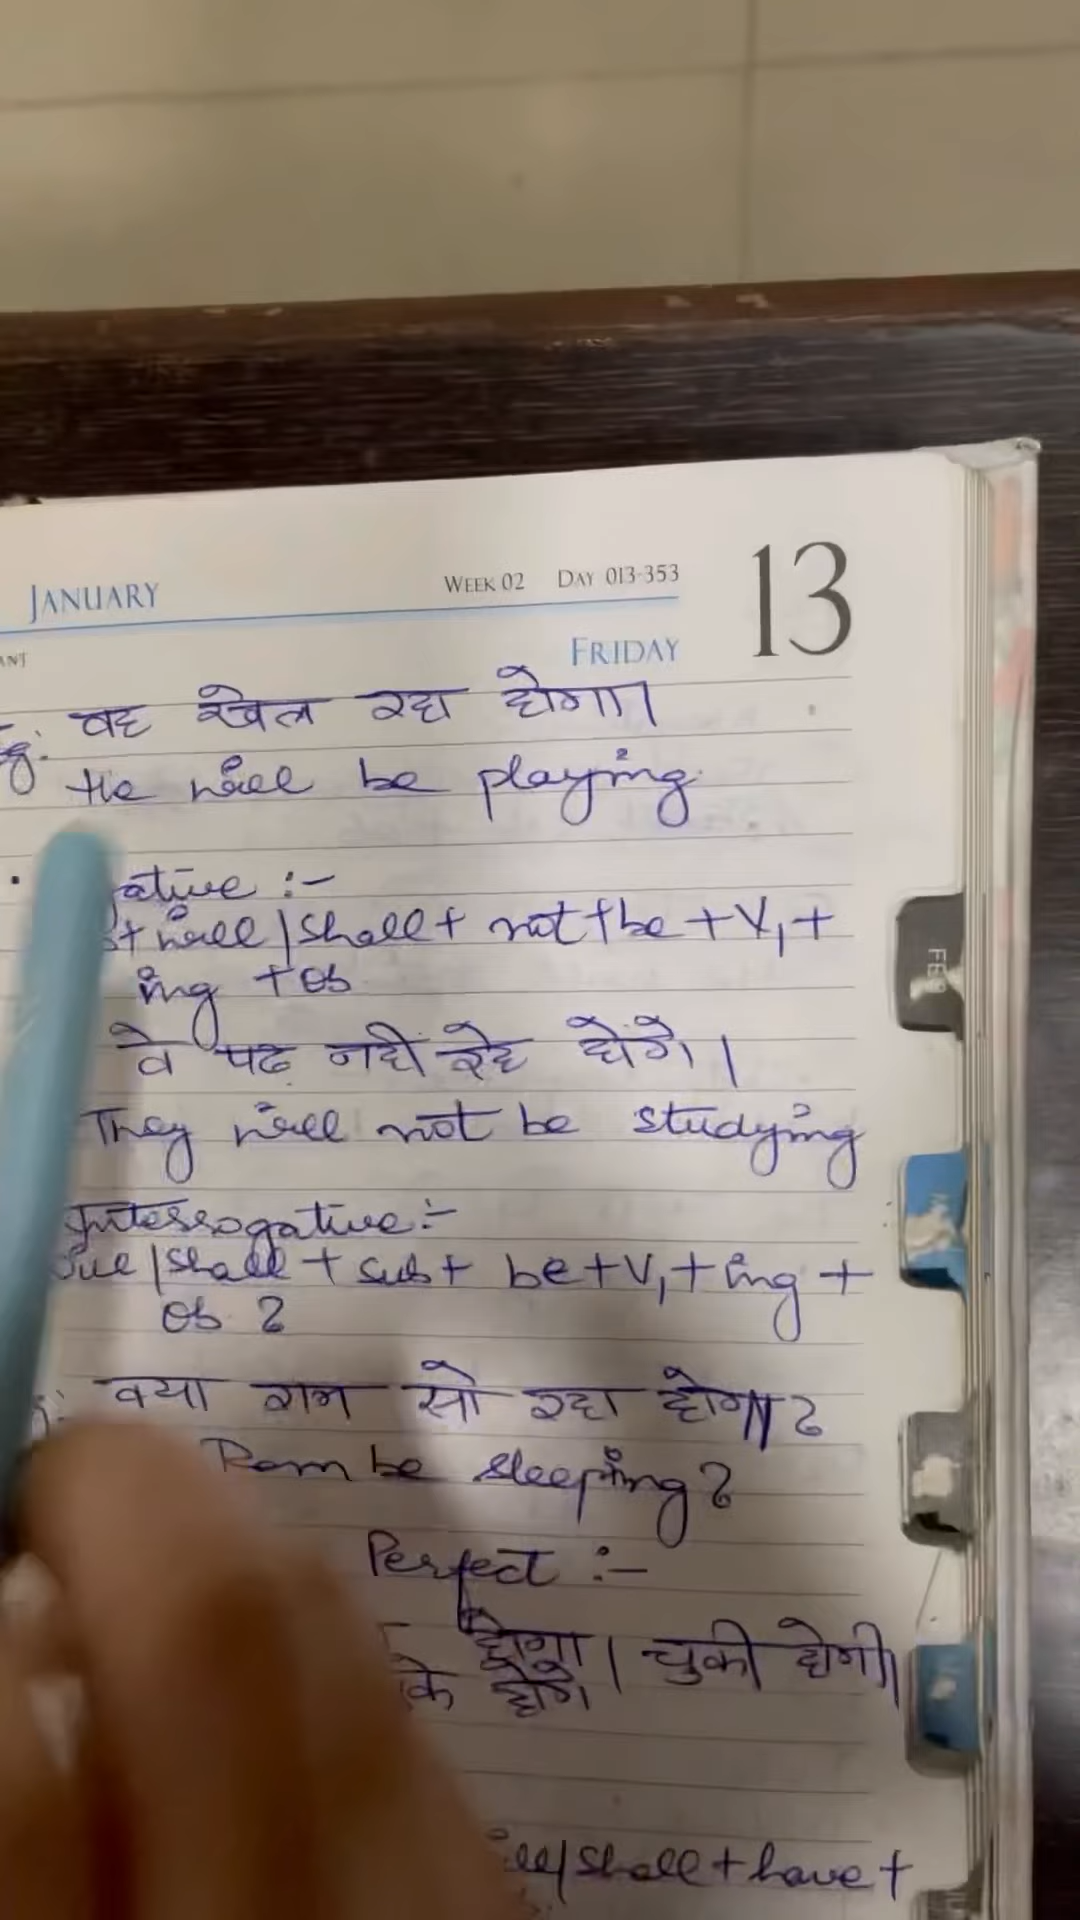 JANUARY WEEK 02 DAY 013-353 13
FRIDAY
वह खेल रहा होगा।
He will be playing
:-
will/shall + not + be + V₁ +
ing + ob
वे पढ नही रहे होंगे।
They will not be studying
Interrogative :-
/shall + sub + be + V₁ + ing +
ob ?
क्या राम सो रहा होगा?
Ram be sleeping?
Perfect :-
होगा। चुकी होगी।
होंगे
/shall + have +
FEB